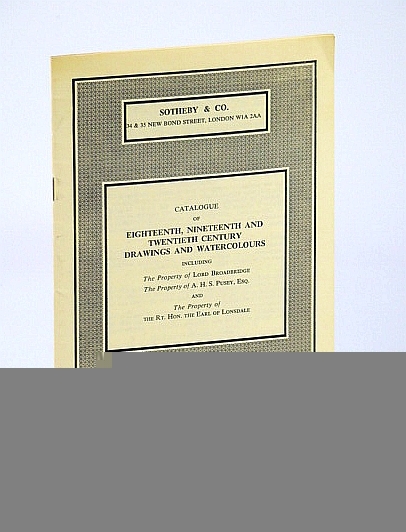 SOTHEBY & CO.
34 & 35 NEW BOND STREET, LONDON W1A 2AA
CATALOGUE
OF
EIGHTEENTH, NINETEENTH AND
TWENTIETH CENTURY
DRAWINGS AND WATERCOLOURS
INCLUDING
The Property of LORD BROADBRIDGE
The Property of A. H. S. PUSEY, ESQ.
AND
The Property of
THE RT. HON. THE EARL OF LONSDALE